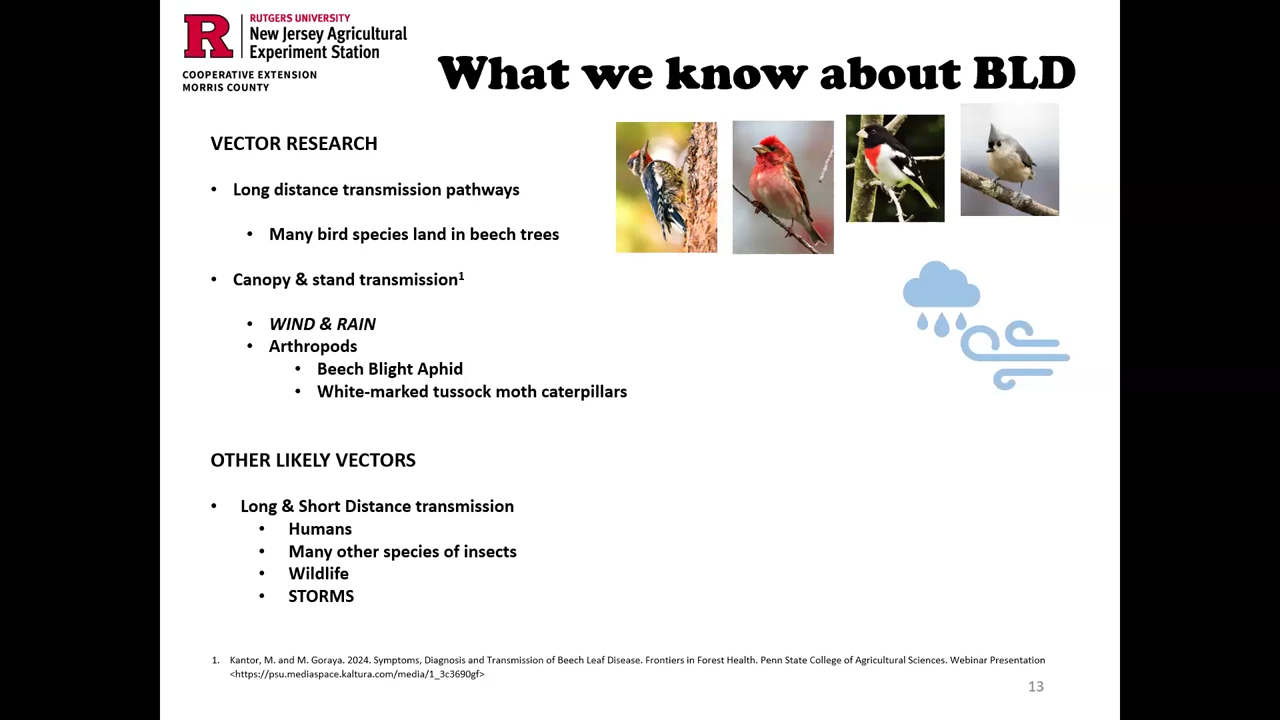 R
RUTGERS UNIVERSITY
New Jersey Agricultural
Experiment Station
COOPERATIVE EXTENSION
MORRIS COUNTY
What we know about BLD
VECTOR RESEARCH
• Long distance transmission pathways
• Many bird species land in beech trees
• Canopy & stand transmission¹
• WIND & RAIN
• Arthropods
• Beech Blight Aphid
• White-marked tussock moth caterpillars
OTHER LIKELY VECTORS
• Long & Short Distance transmission
• Humans
• Many other species of insects
• Wildlife
• STORMS
1. Kantor, M. and M. Goraya. 2024. Symptoms, Diagnosis and Transmission of Beech Leaf Disease. Frontiers in Forest Health. Penn State College of Agricultural Sciences. Webinar Presentation
<https://psu.mediaspace.kaltura.com/media/1_3c3690gf>
13